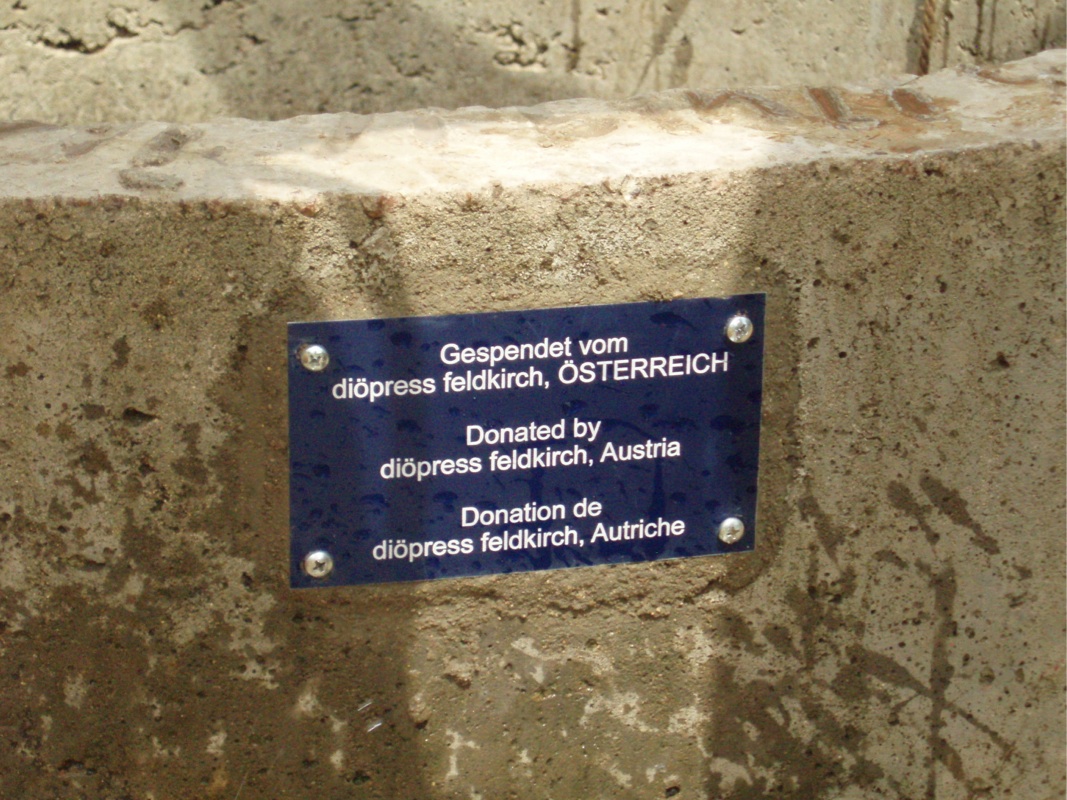 Gespendet vom
diöpress feldkirch, ÖSTERREICH
Donated by
diöpress feldkirch, Austria
Donation de
diöpress feldkirch, Autriche